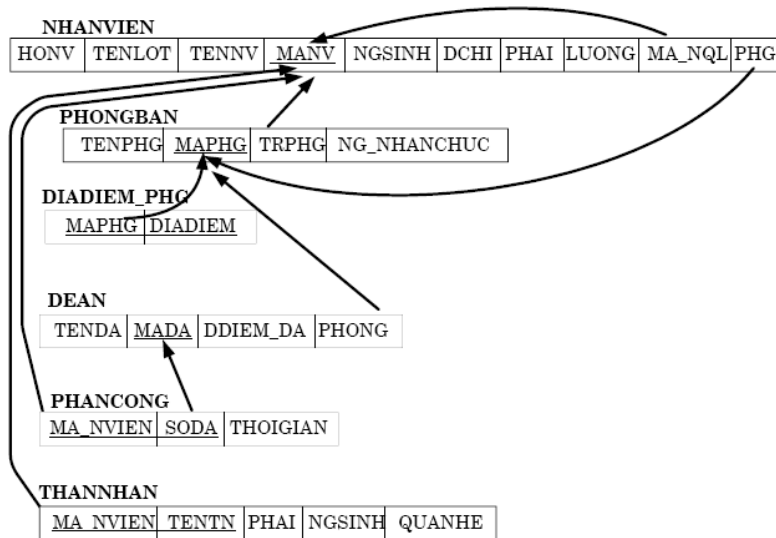 NHANVIEN
HONV TENLOT TENNV MANV NGSINH DCHI PHAI LUONG MA_NQL PHG
PHONGBAN
TENPHG MAPHG TRPHG NG_NHANCHUC
DIADIEM_PHG
MAPHG DIADIEM
DEAN
TENDA MADA DDIEM_DA PHONG
PHANCONG
MA_NVIEN SODA THOIGIAN
THANNHAN
MA_NVIEN TENTN PHAI NGSINH QUANHE